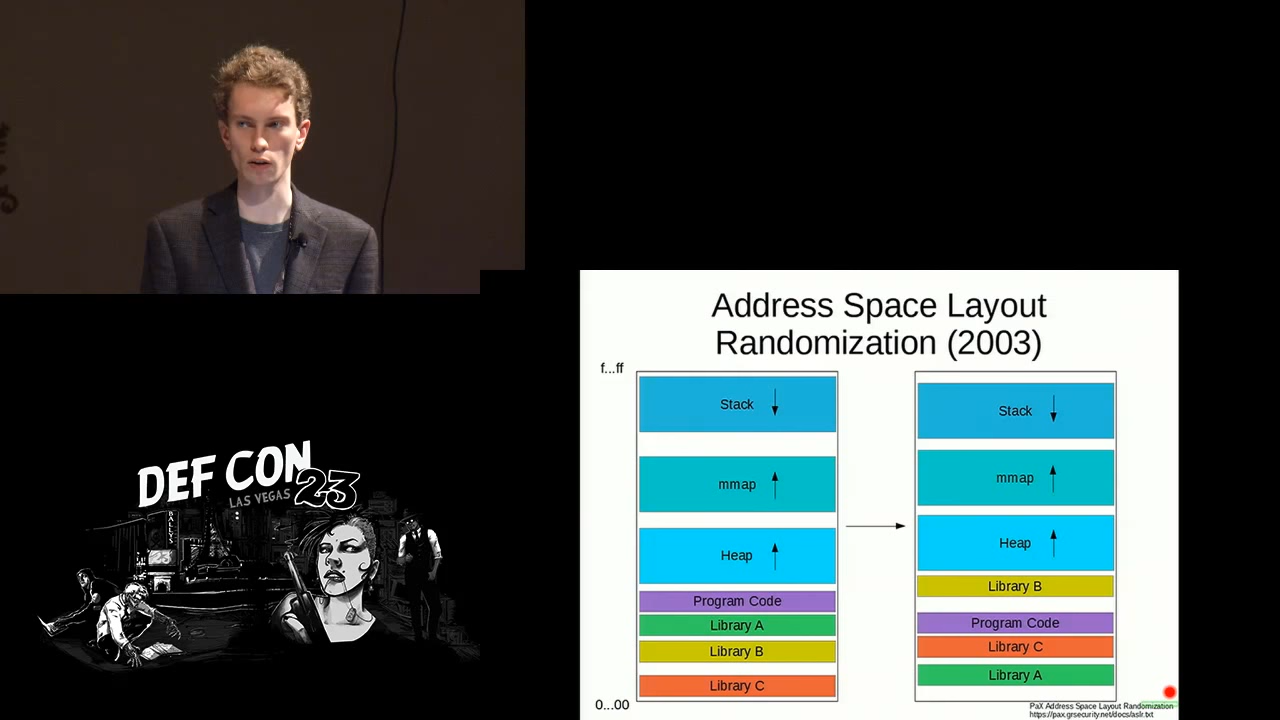 Address Space Layout
Randomization (2003)
f...ff
Stack
mmap
Heap
Program Code
Library A
Library B
Library C
0...00
Stack
mmap
Heap
Library B
Program Code
Library C
Library A
PaX Address Space Layout Randomization
https://pax.grsecurity.net/docs/aslr.txt
DEF CON
LAS VEGAS 23
BALLYS